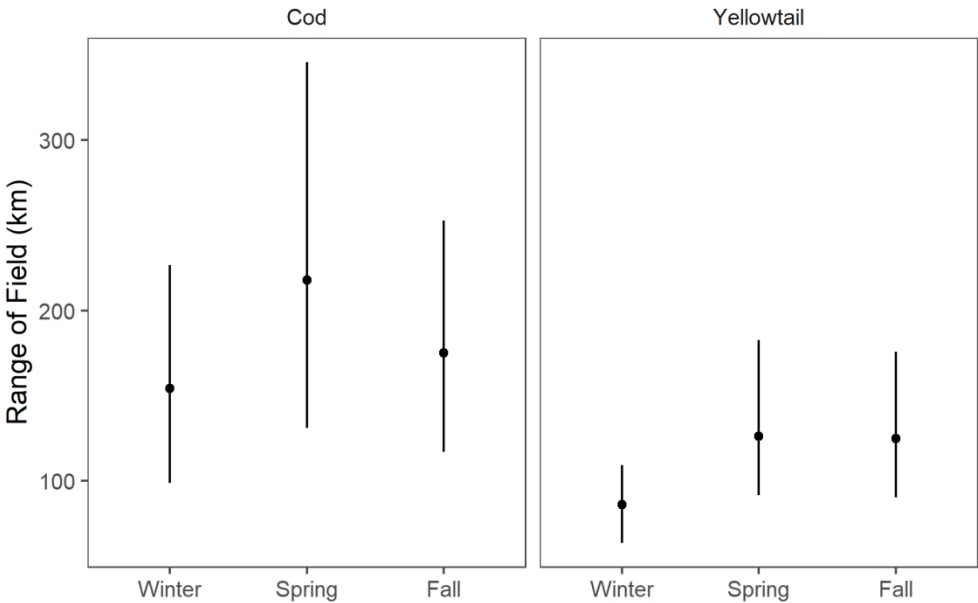 Cod
Yellowtail
Range of Field (km)
300
200
100
Winter
Spring
Fall
Winter
Spring
Fall